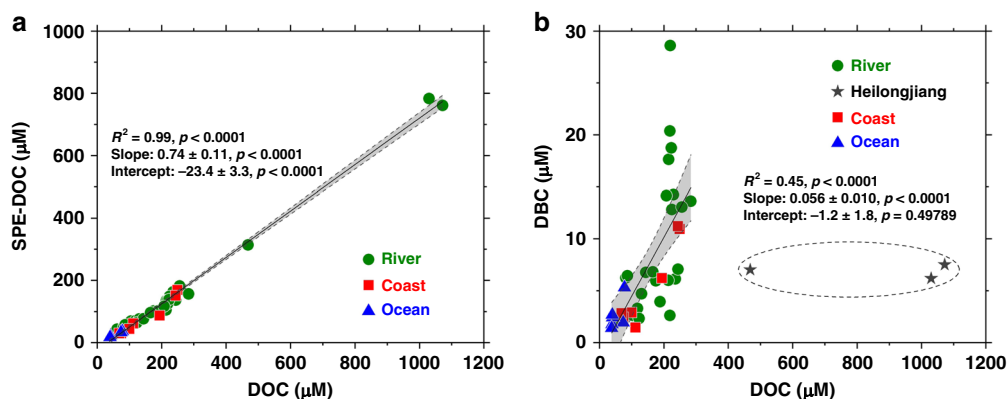 a
1000
800
600
400
200
0
SPE-DOC (μM)
R² = 0.99, p < 0.0001
Slope: 0.74 ± 0.11, p < 0.0001
Intercept: –23.4 ± 3.3, p < 0.0001
River
Coast
Ocean
0 200 400 600 800 1000 1200
DOC (μM)
b
30
20
10
0
DBC (μM)
River
Heilongjiang
Coast
Ocean
R² = 0.45, p < 0.0001
Slope: 0.056 ± 0.010, p < 0.0001
Intercept: –1.2 ± 1.8, p = 0.49789
0 200 400 600 800 1000 1200
DOC (μM)